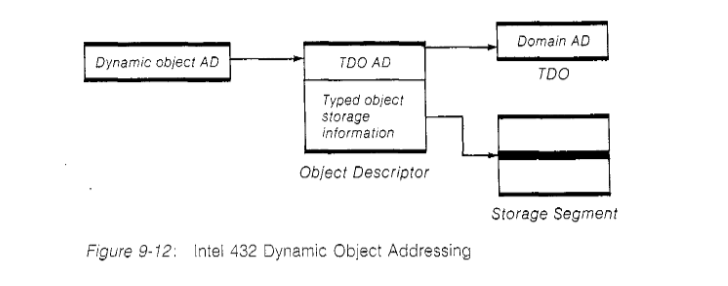 Dynamic object AD
TDO AD
Domain AD
TDO
Typed object
storage
information
Object Descriptor
Storage Segment
Figure 9-12: Intel 432 Dynamic Object Addressing